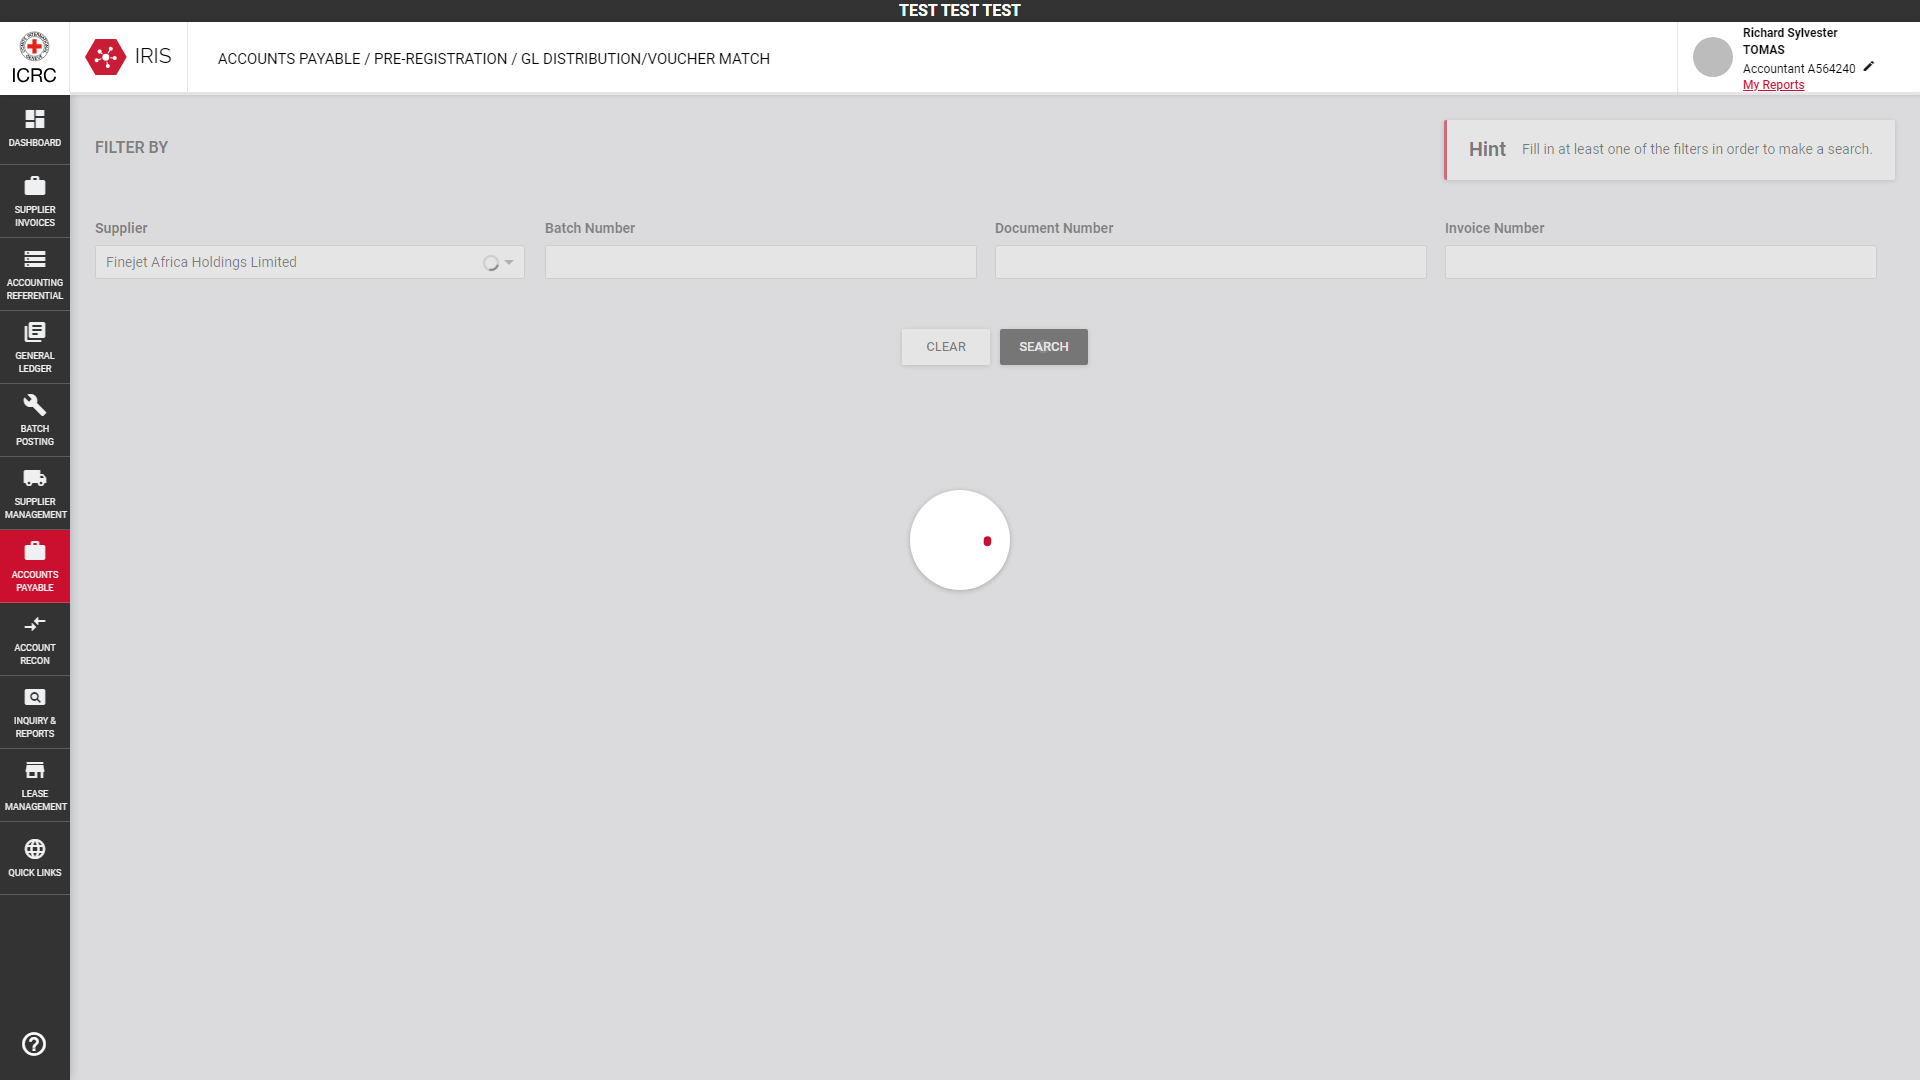 TEST TEST TEST
ICRC
IRIS
ACCOUNTS PAYABLE / PRE-REGISTRATION / GL DISTRIBUTION/VOUCHER MATCH
Richard Sylvester
TOMAS
Accountant A564240
My Reports
DASHBOARD
SUPPLIER
INVOICES
ACCOUNTING
REFERENTIAL
GENERAL
LEDGER
BATCH
POSTING
SUPPLIER
MANAGEMENT
ACCOUNTS
PAYABLE
ACCOUNT
RECON
INQUIRY &
REPORTS
LEASE
MANAGEMENT
QUICK LINKS
FILTER BY
Hint Fill in at least one of the filters in order to make a search.
Supplier
Batch Number
Document Number
Invoice Number
Finejet Africa Holdings Limited
CLEAR
SEARCH